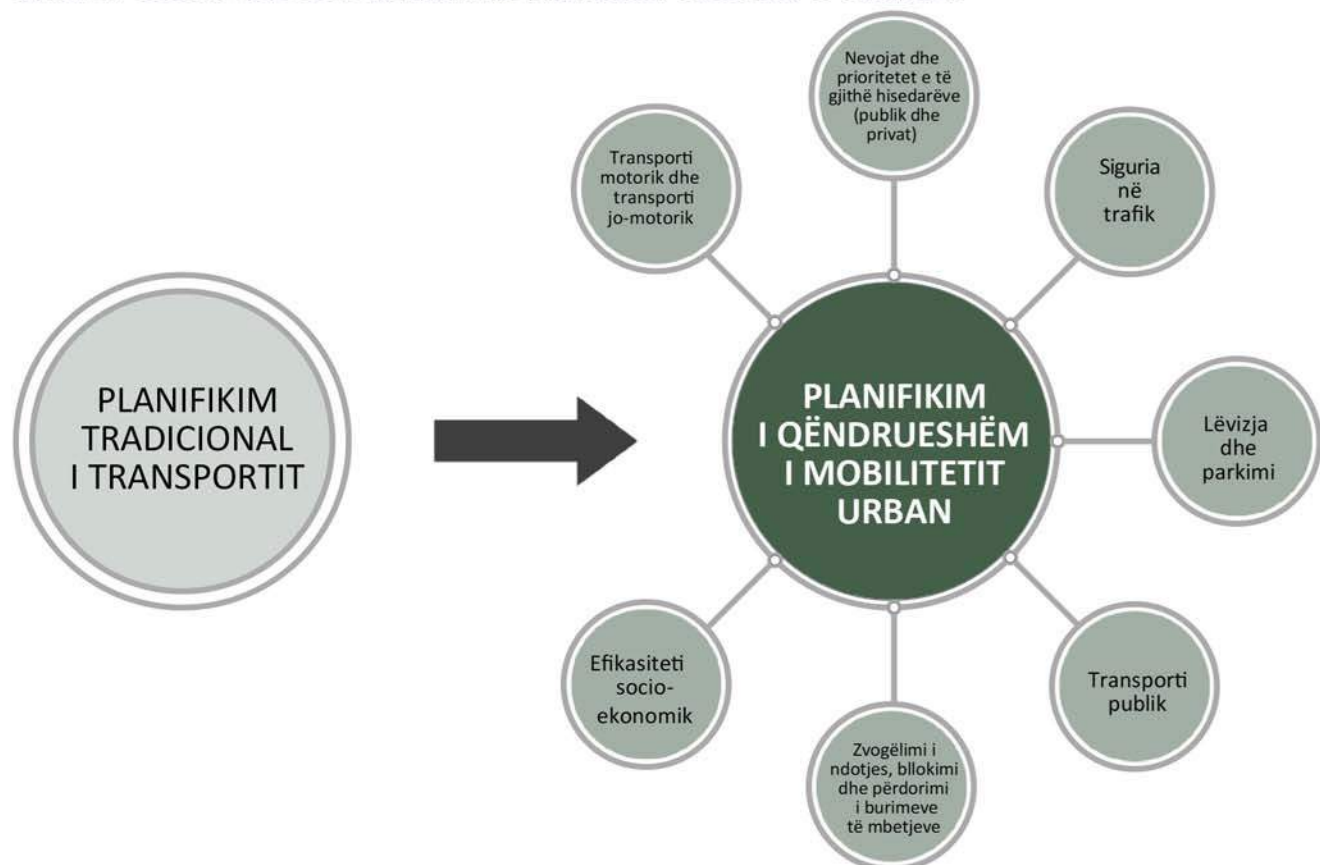 Nevojat dhe
prioritetet e të
gjithë hisedarëve
(publik dhe
privat)
Transporti
motorik dhe
transporti
jo-motorik
Siguria
në
trafik
PLANIFIKIM
TRADICIONAL
I TRANSPORTIT
PLANIFIKIM
I QËNDRUESHËM
I MOBILITETIT
URBAN
Lëvizja
dhe
parkimi
Efikasiteti
socio-
ekonomik
Transporti
publik
Zvogëlimi i
ndotjes, bllokimi
dhe përdorimi
i burimeve
të mbetjeve